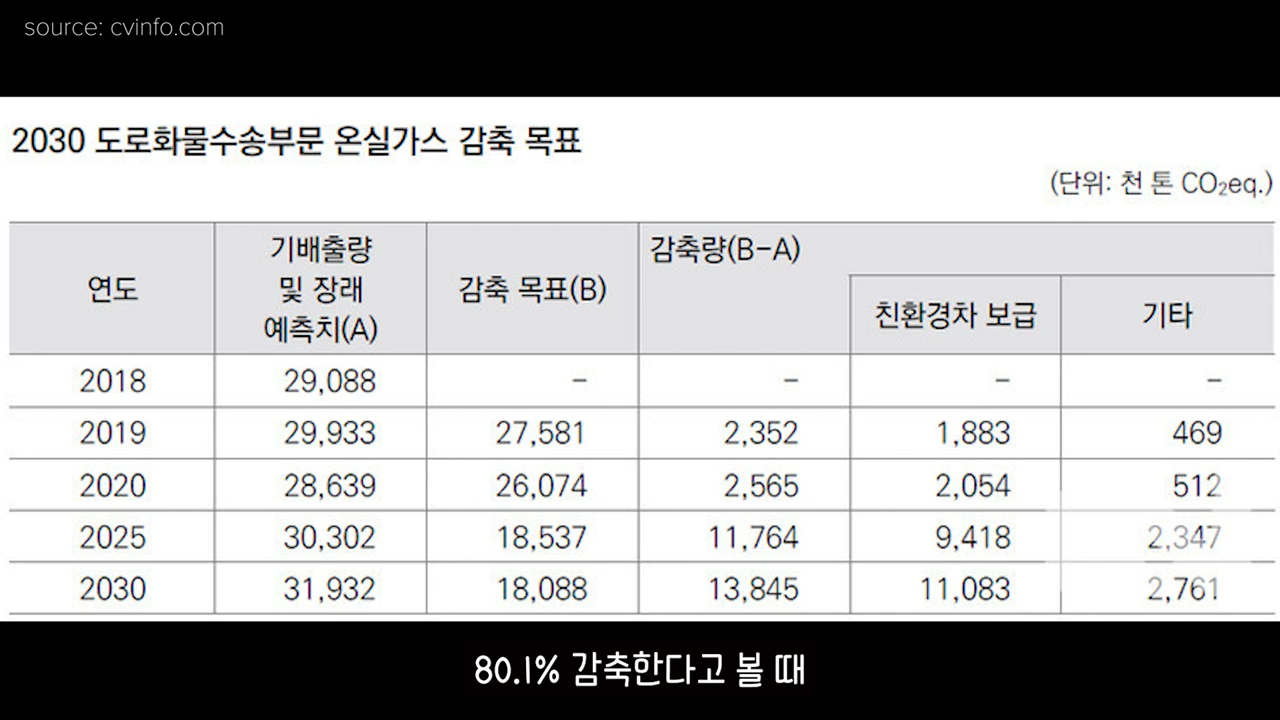 source: cvinfo.com
2030 도로화물수송부문 온실가스 감축 목표
(단위: 천 톤 CO₂eq.)
연도 기배출량 및 장래 예측치(A) 감축 목표(B) 감축량(B-A) 친환경차 보급 기타
2018 29,088 – – – –
2019 29,933 27,581 2,352 1,883 469
2020 28,639 26,074 2,565 2,054 512
2025 30,302 18,537 11,764 9,418 2,347
2030 31,932 18,088 13,845 11,083 2,761
80.1% 감축한다고 볼 때